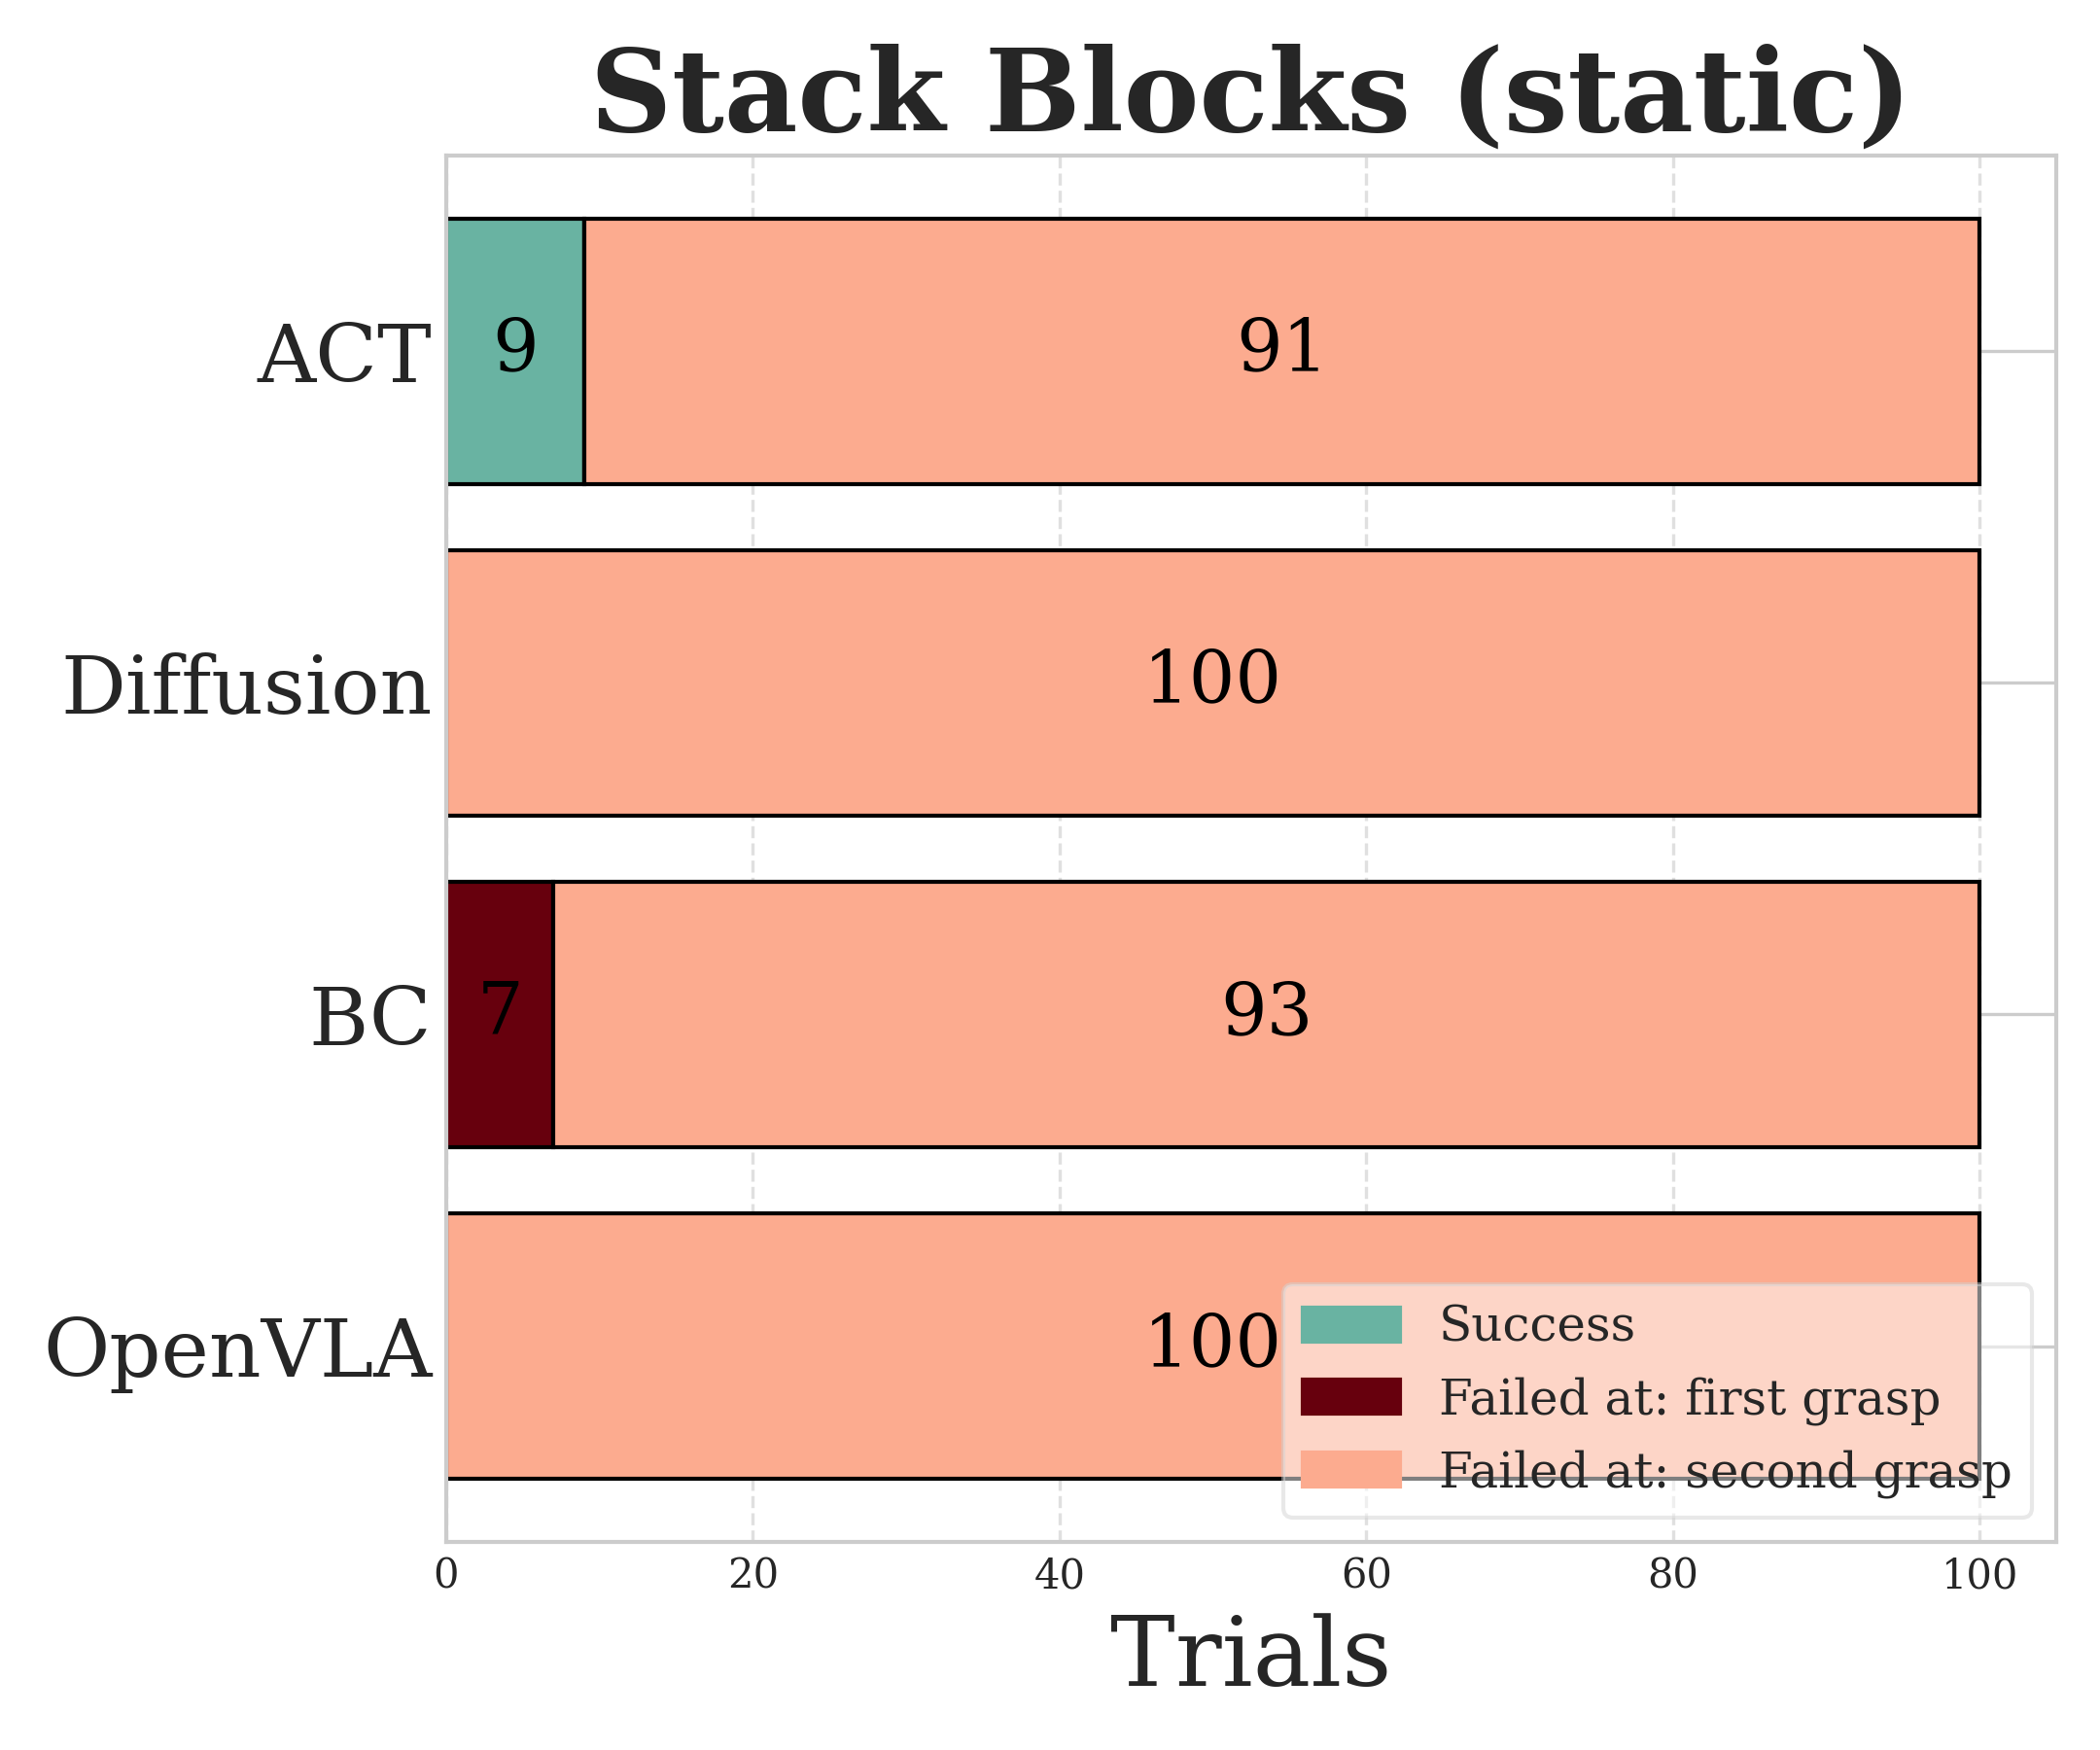 Stack Blocks (static)
ACT
9
91
Diffusion
100
BC
7
93
OpenVLA
100
Success
Failed at: first grasp
Failed at: second grasp
0 20 40 60 80 100
Trials